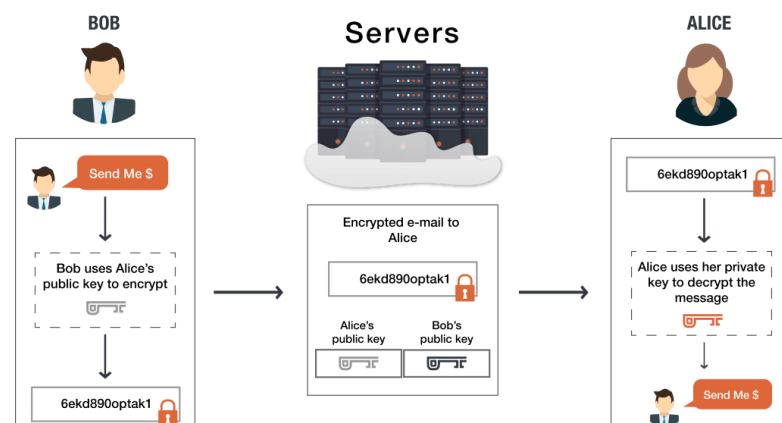 BOB
Servers
ALICE
Send Me $
Bob uses Alice's
public key to encrypt
6ekd890optak1
Encrypted e-mail to
Alice
6ekd890optak1
Alice's
public key
Bob's
public key
6ekd890optak1
Alice uses her private
key to decrypt the
message
Send Me $